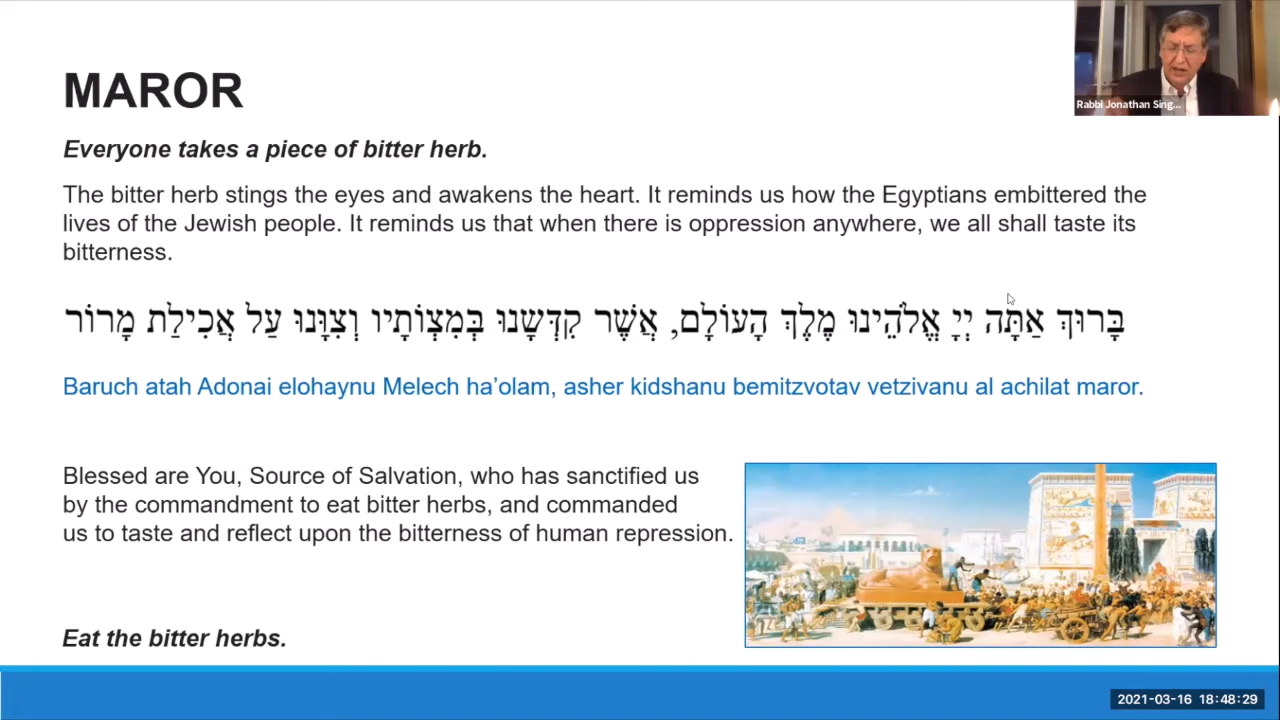 Rabbi Jonathan Sing...
MAROR
Everyone takes a piece of bitter herb.
The bitter herb stings the eyes and awakens the heart. It reminds us how the Egyptians embittered the
lives of the Jewish people. It reminds us that when there is oppression anywhere, we all shall taste its
bitterness.
בָּרוּךְ אַתָּה יְיָ אֱלֹהֵינוּ מֶלֶךְ הָעוֹלָם, אֲשֶׁר קִדְּשָׁנוּ בְּמִצְוֹתָיו וְצִוָּנוּ עַל אֲכִילַת מָרוֹר
Baruch atah Adonai elohaynu Melech ha’olam, asher kidshanu bemitzvotav vetzivanu al achilat maror.
Blessed are You, Source of Salvation, who has sanctified us
by the commandment to eat bitter herbs, and commanded
us to taste and reflect upon the bitterness of human repression.
Eat the bitter herbs.
2021-03-16 18:48:29